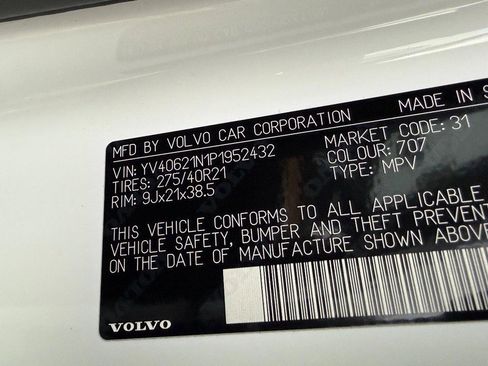 MFD BY VOLVO CAR CORPORATION MADE IN S
VIN: YV40621N1P1952432 MARKET CODE: 31
TIRES: 275/40R21 COLOUR: 707
RIM: 9Jx21x38.5 TYPE: MPV
THIS VEHICLE CONFORMS TO ALL APPLICABLE
VEHICLE SAFETY, BUMPER AND THEFT PREVENT
ON THE DATE OF MANUFACTURE SHOWN ABOVE
VOLVO